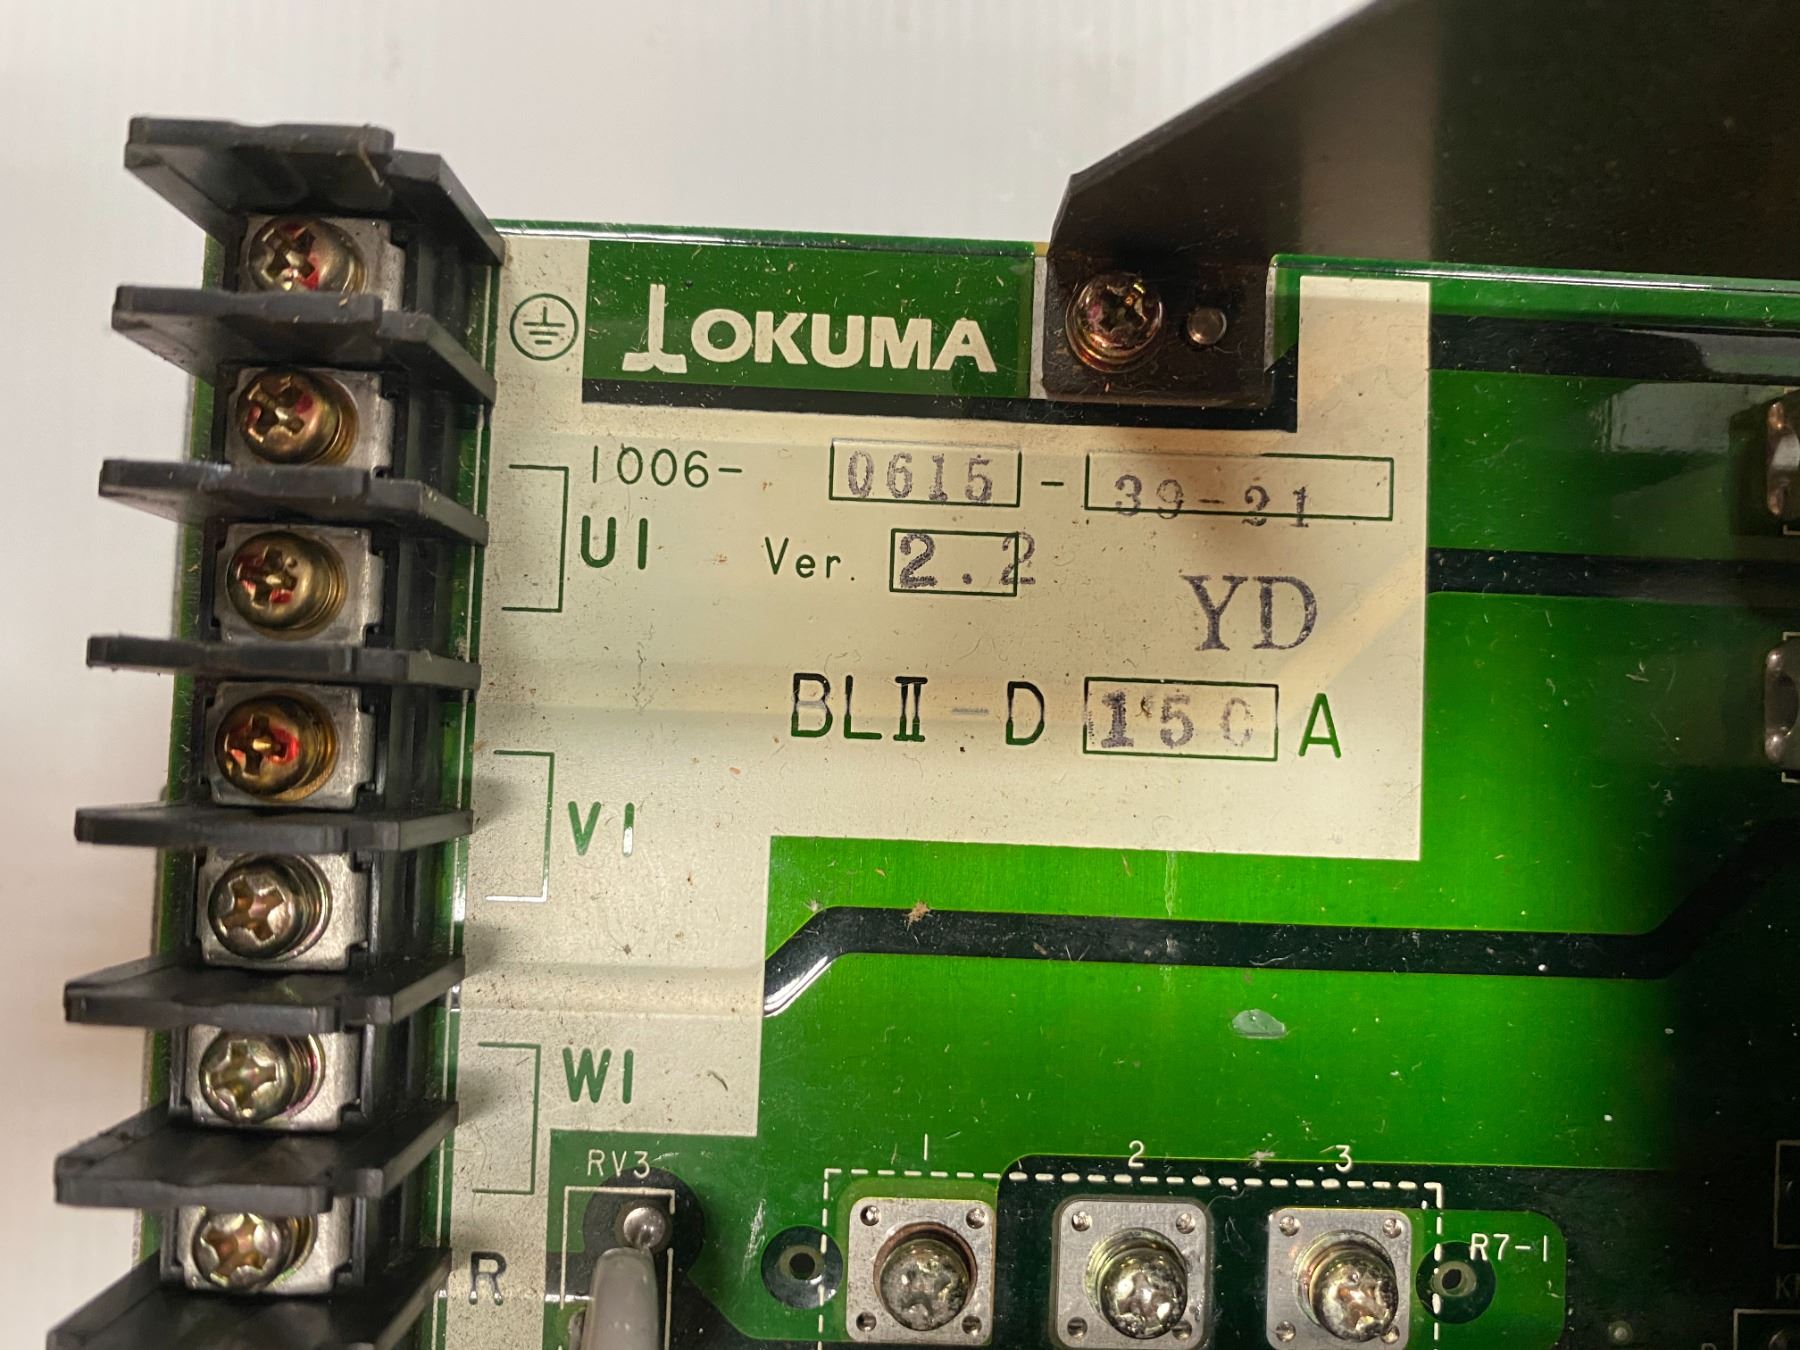 OKUMA
1006- 0615 - 39-21
U1
Ver. 2.2
YD
BLII-D 150 A
V1
W1
RV3
1 2 3
R
R7-1